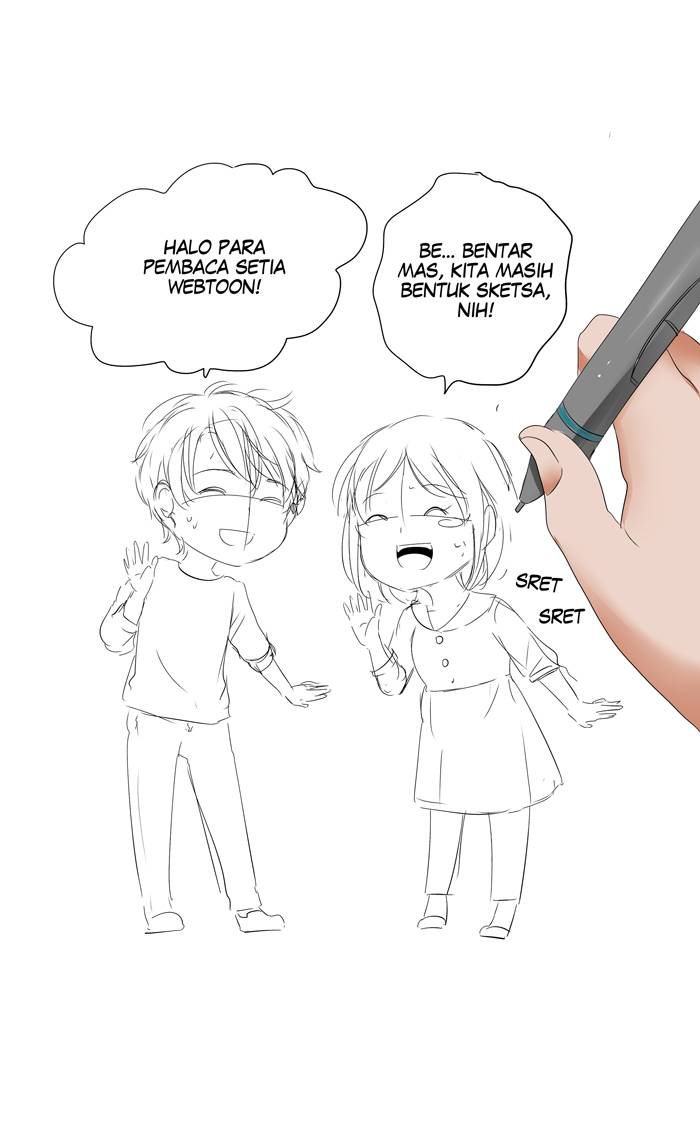 HALO PARA
PEMBACA SETIA
WEBTOON!
BE... BENTAR
MAS, KITA MASIH
BENTUK SKETSA,
NIH!
SRET
SRET